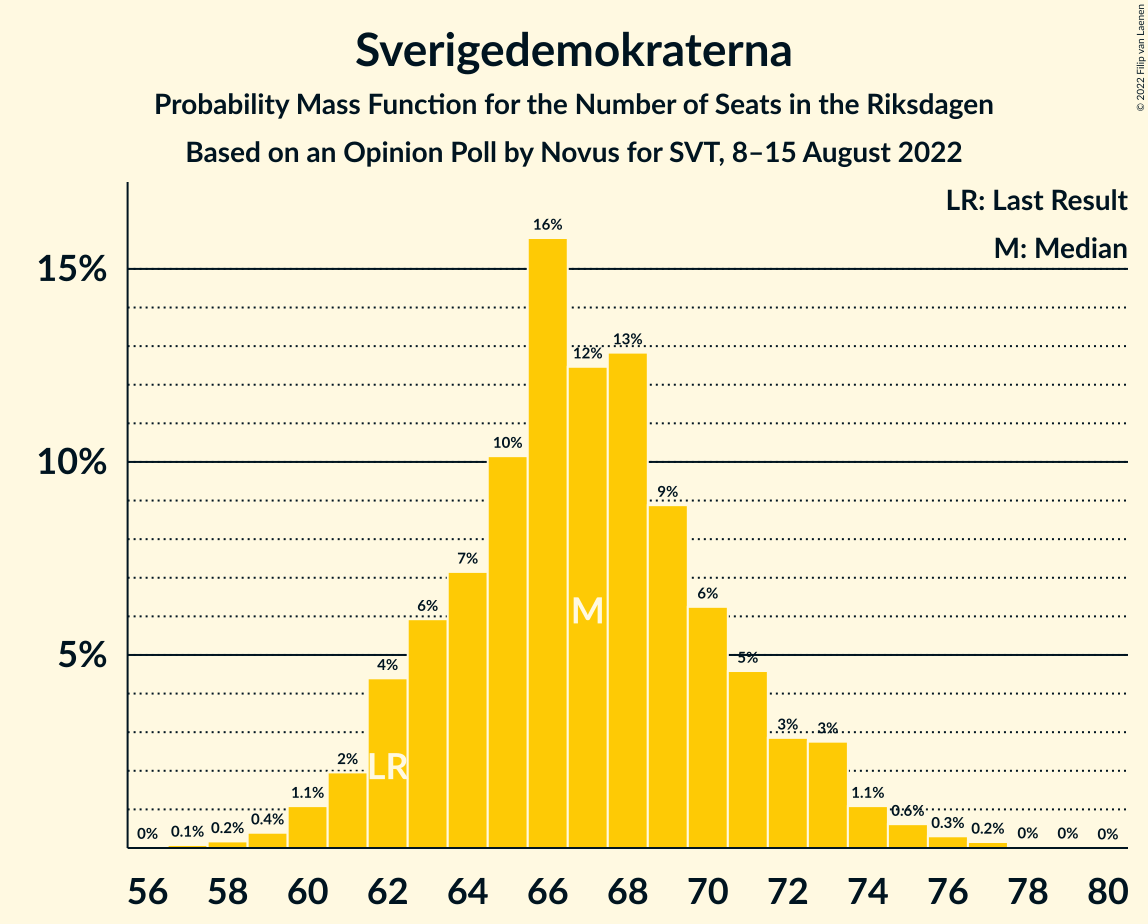 Sverigedemokraterna
Probability Mass Function for the Number of Seats in the Riksdagen
Based on an Opinion Poll by Novus for SVT, 8–15 August 2022
© 2022 Filip van Laenen
LR: Last Result
M: Median
15%
10%
5%
0% 0.1% 0.2% 0.4% 1.1% 2% 4% 6% 7% 10% 16% 12% 13% 9% 6% 5% 3% 3% 1.1% 0.6% 0.3% 0.2% 0% 0% 0%
M
LR
56 58 60 62 64 66 68 70 72 74 76 78 80